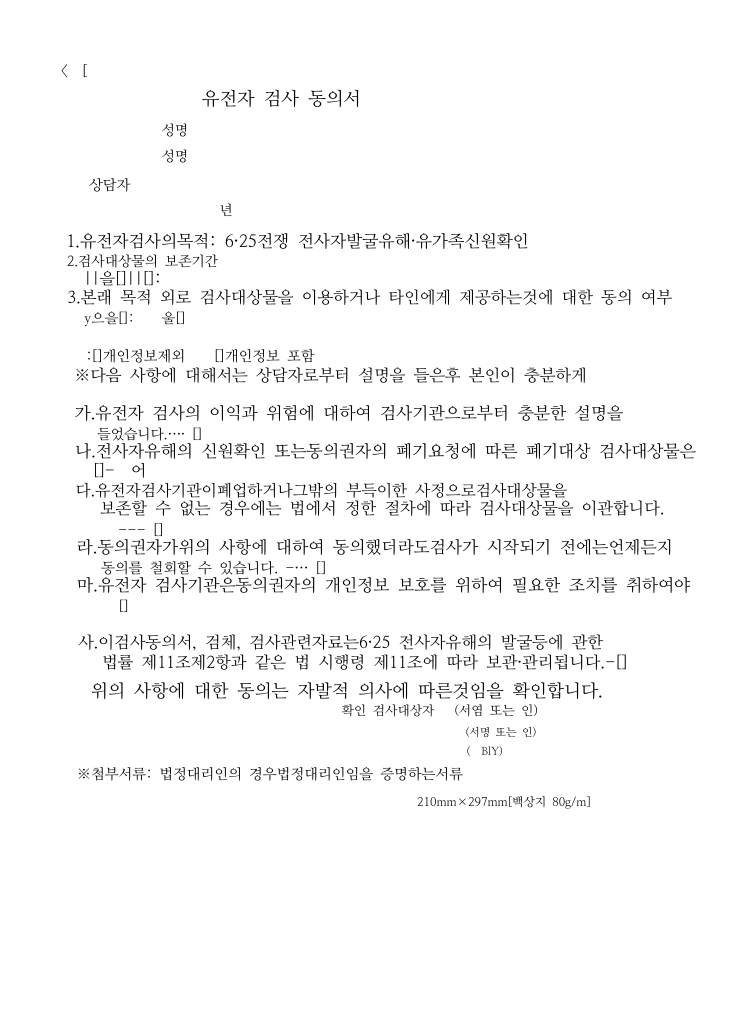 〈 [
유전자 검사 동의서
성명
성명
상담자
년
1.유전자검사의목적: 6·25전쟁 전사자발굴유해·유가족신원확인
2.검사대상물의 보존기간
||을[]||[]:
3.본래 목적 외로 검사대상물을 이용하거나 타인에게 제공하는것에 대한 동의 여부
y으을[]: 울[]
:[]개인정보제외 []개인정보 포함
※다음 사항에 대해서는 상담자로부터 설명을 들은후 본인이 충분하게
가.유전자 검사의 이익과 위험에 대하여 검사기관으로부터 충분한 설명을
들었습니다.···· []
나.전사자유해의 신원확인 또는동의권자의 폐기요청에 따른 폐기대상 검사대상물은
[]- 어
다.유전자검사기관이폐업하거나그밖의 부득이한 사정으로검사대상물을
보존할 수 없는 경우에는 법에서 정한 절차에 따라 검사대상물을 이관합니다.
--- []
라.동의권자가위의 사항에 대하여 동의했더라도검사가 시작되기 전에는언제든지
동의를 철회할 수 있습니다. -··· []
마.유전자 검사기관은동의권자의 개인정보 보호를 위하여 필요한 조치를 취하여야
[]
사.이검사동의서, 검체, 검사관련자료는6·25 전사자유해의 발굴등에 관한
법률 제11조제2항과 같은 법 시행령 제11조에 따라 보관·관리됩니다.-[]
위의 사항에 대한 동의는 자발적 의사에 따른것임을 확인합니다.
확인 검사대상자 (서염 또는 인)
(서명 또는 인)
( BlY)
※첨부서류: 법정대리인의 경우법정대리인임을 증명하는서류
210mm×297mm[백상지 80g/m]